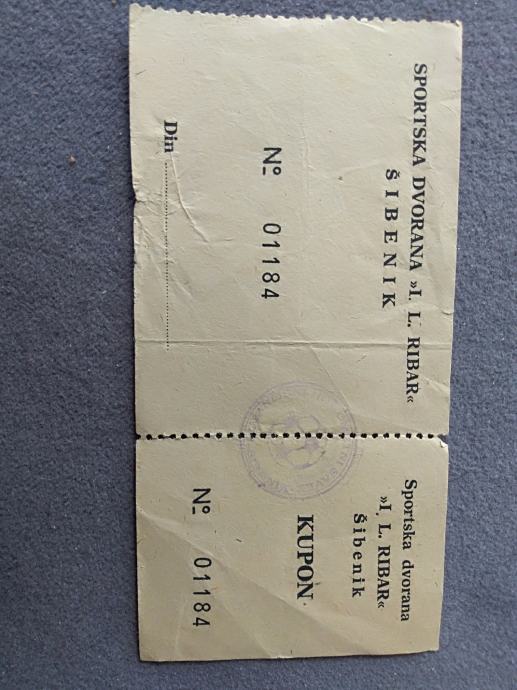 SPORTSKA DVORANA »I. L. RIBAR«
ŠIBENIK
Nº 01184
Din
Sportska dvorana
»I. L. RIBAR«
Šibenik
KUPON
Nº 01184